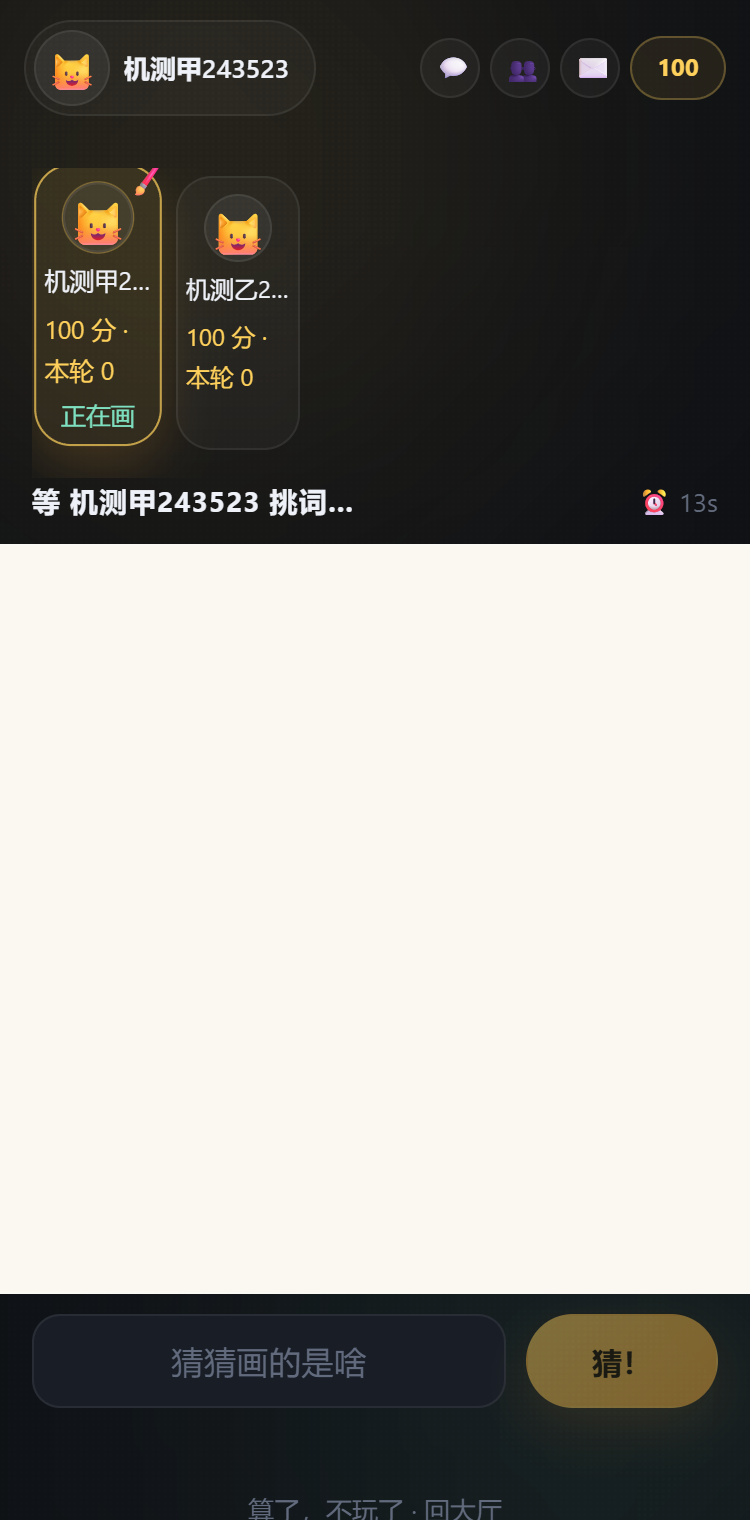 机测甲243523
100
机测甲2...
100 分 ·
本轮 0
正在画
机测乙2...
100 分 ·
本轮 0
等 机测甲243523 挑词...
13s
猜猜画的是啥
猜!
算了，不玩了 · 回大厅